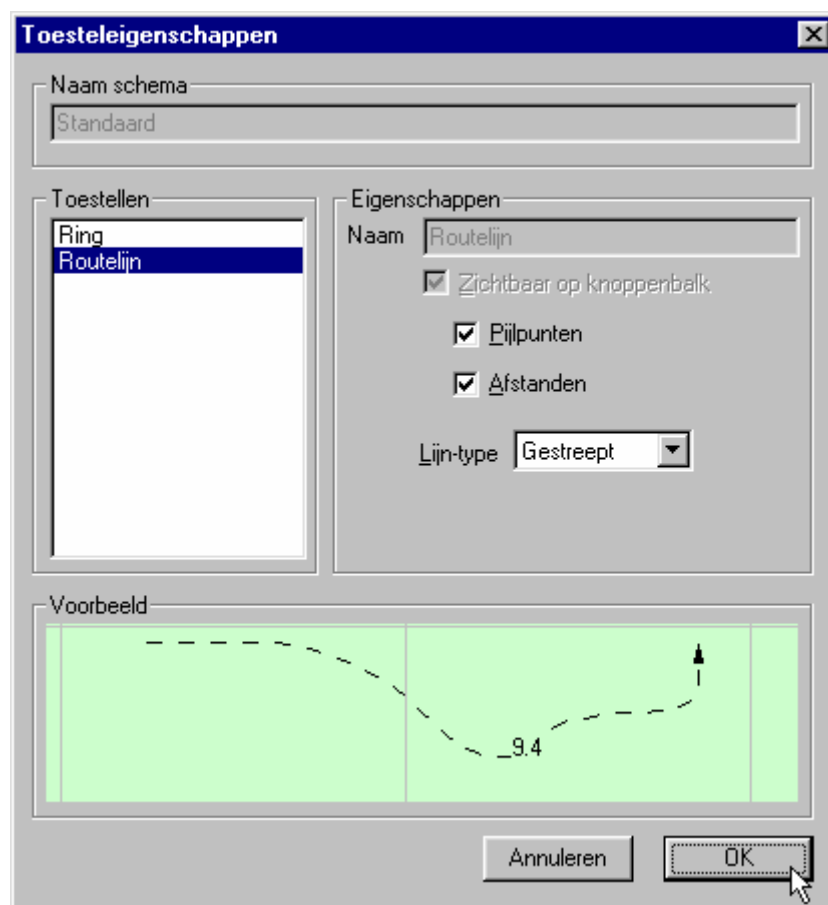 Toesteleigenschappen
Naam schema
Standaard
Toestellen
Ring
Routelijn
Eigenschappen
Naam Routelijn
Zichtbaar op knoppenbalk
Pijlpunten
Afstanden
Lijn-type Gestreept
Voorbeeld
_9.4
Annuleren OK